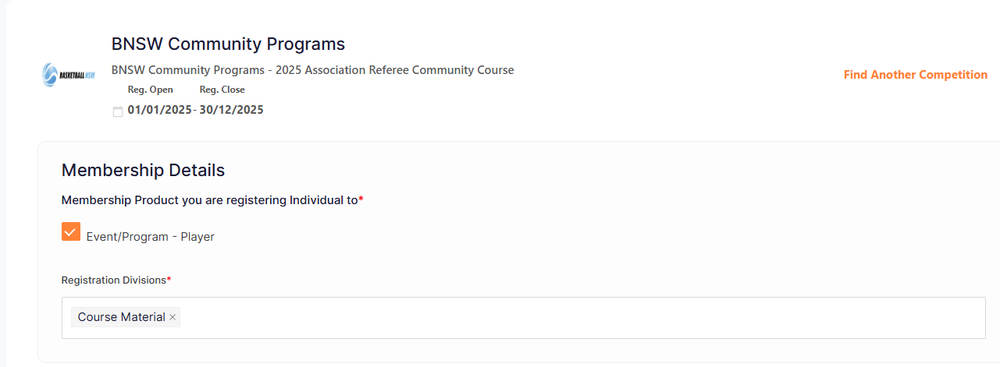 BNSW Community Programs
BASKETBALL NSW
BNSW Community Programs - 2025 Association Referee Community Course
Find Another Competition
Reg. Open Reg. Close
01/01/2025- 30/12/2025
Membership Details
Membership Product you are registering Individual to*
Event/Program - Player
Registration Divisions*
Course Material ×